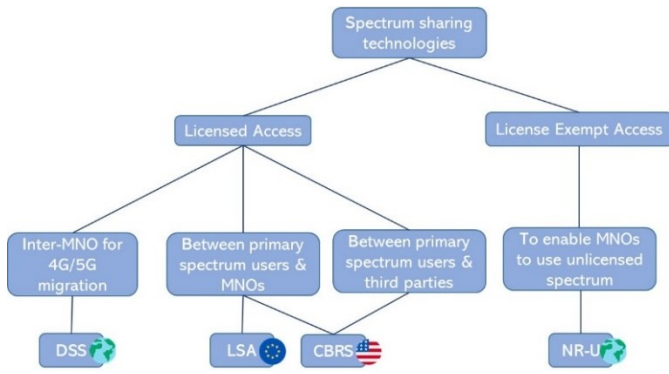 Spectrum sharing
technologies
Licensed Access
License Exempt Access
Inter-MNO for
4G/5G
migration
Between primary
spectrum users &
MNOs
Between primary
spectrum users &
third parties
To enable MNOs
to use unlicensed
spectrum
DSS
LSA
CBRS
NR-U